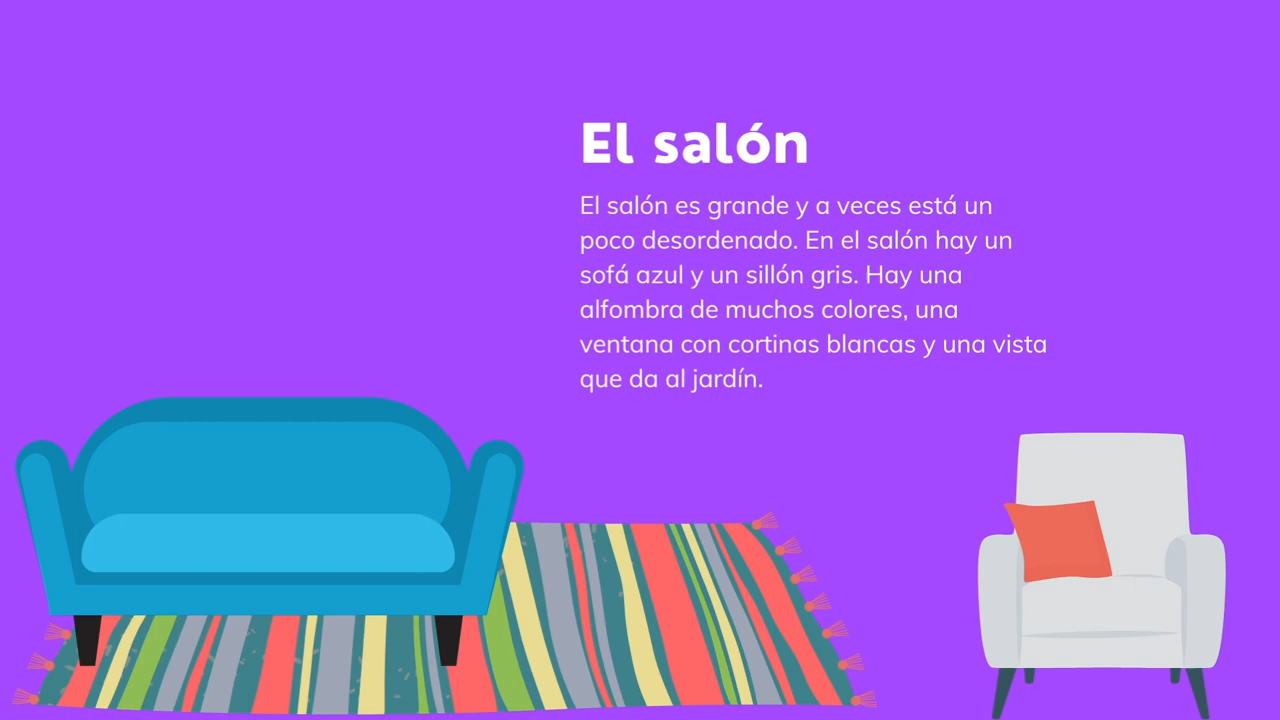 El salón
El salón es grande y a veces está un
poco desordenado. En el salón hay un
sofá azul y un sillón gris. Hay una
alfombra de muchos colores, una
ventana con cortinas blancas y una vista
que da al jardín.